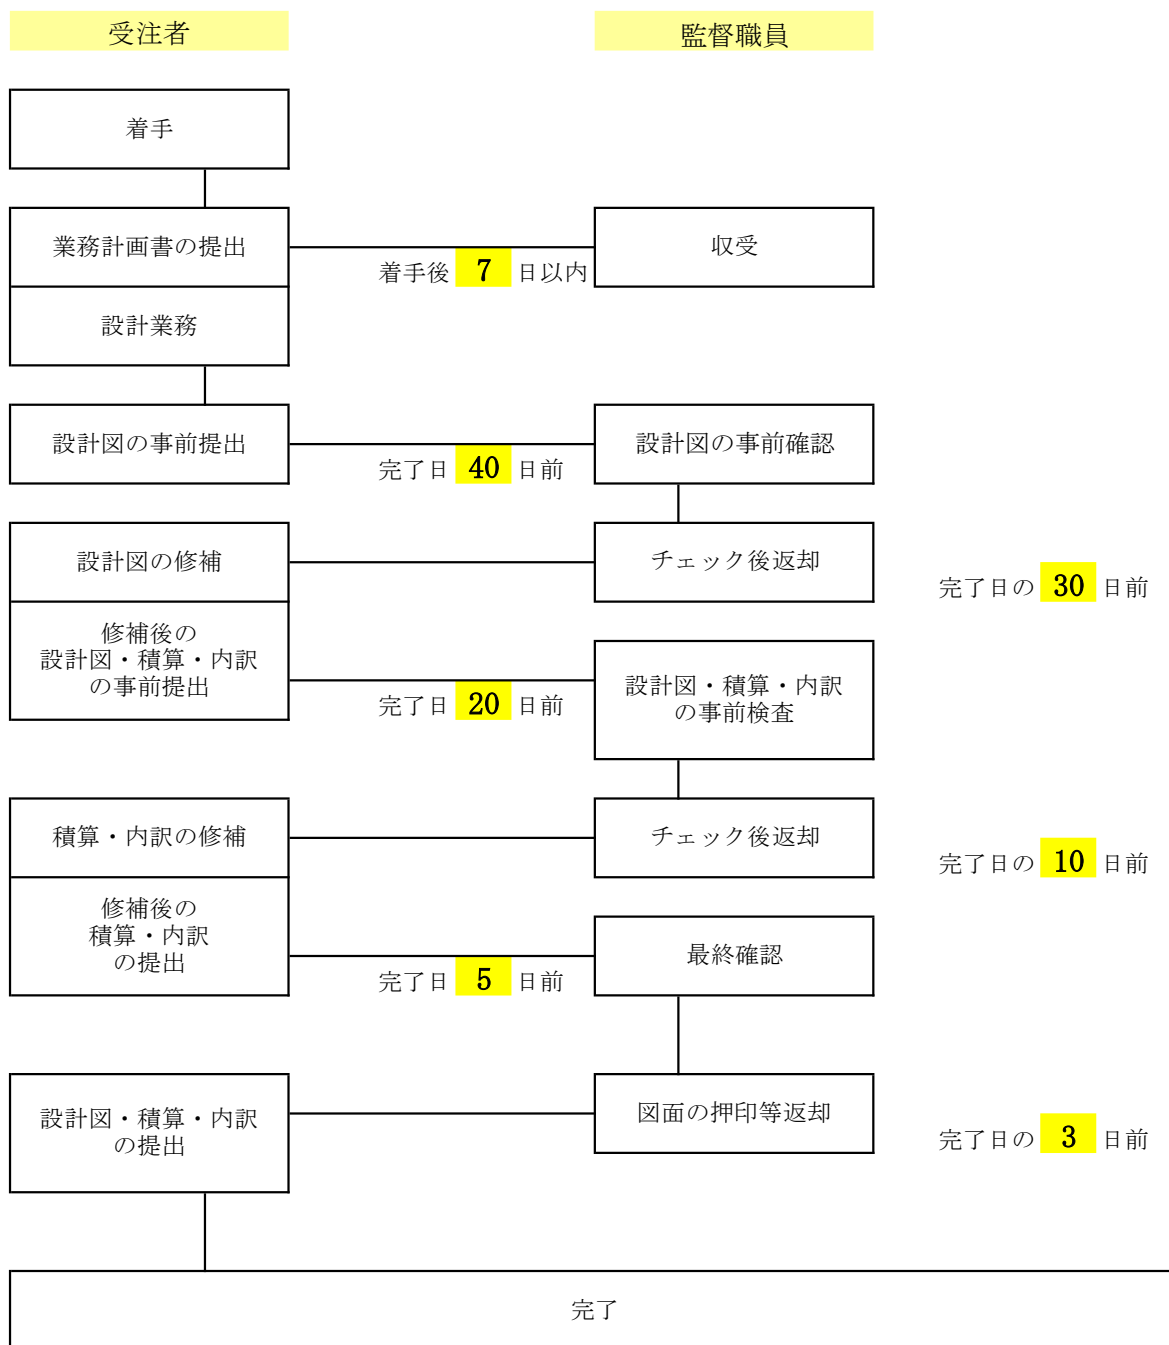 受注者
監督職員
着手
業務計画書の提出
収受
着手後 7 日以内
設計業務
設計図の事前提出
設計図の事前確認
完了日 40 日前
設計図の修補
チェック後返却
完了日の 30 日前
修補後の
設計図・積算・内訳
の事前提出
設計図・積算・内訳
の事前検査
完了日 20 日前
積算・内訳の修補
チェック後返却
完了日の 10 日前
修補後の
積算・内訳
の提出
最終確認
完了日 5 日前
設計図・積算・内訳
の提出
図面の押印等返却
完了日の 3 日前
完了